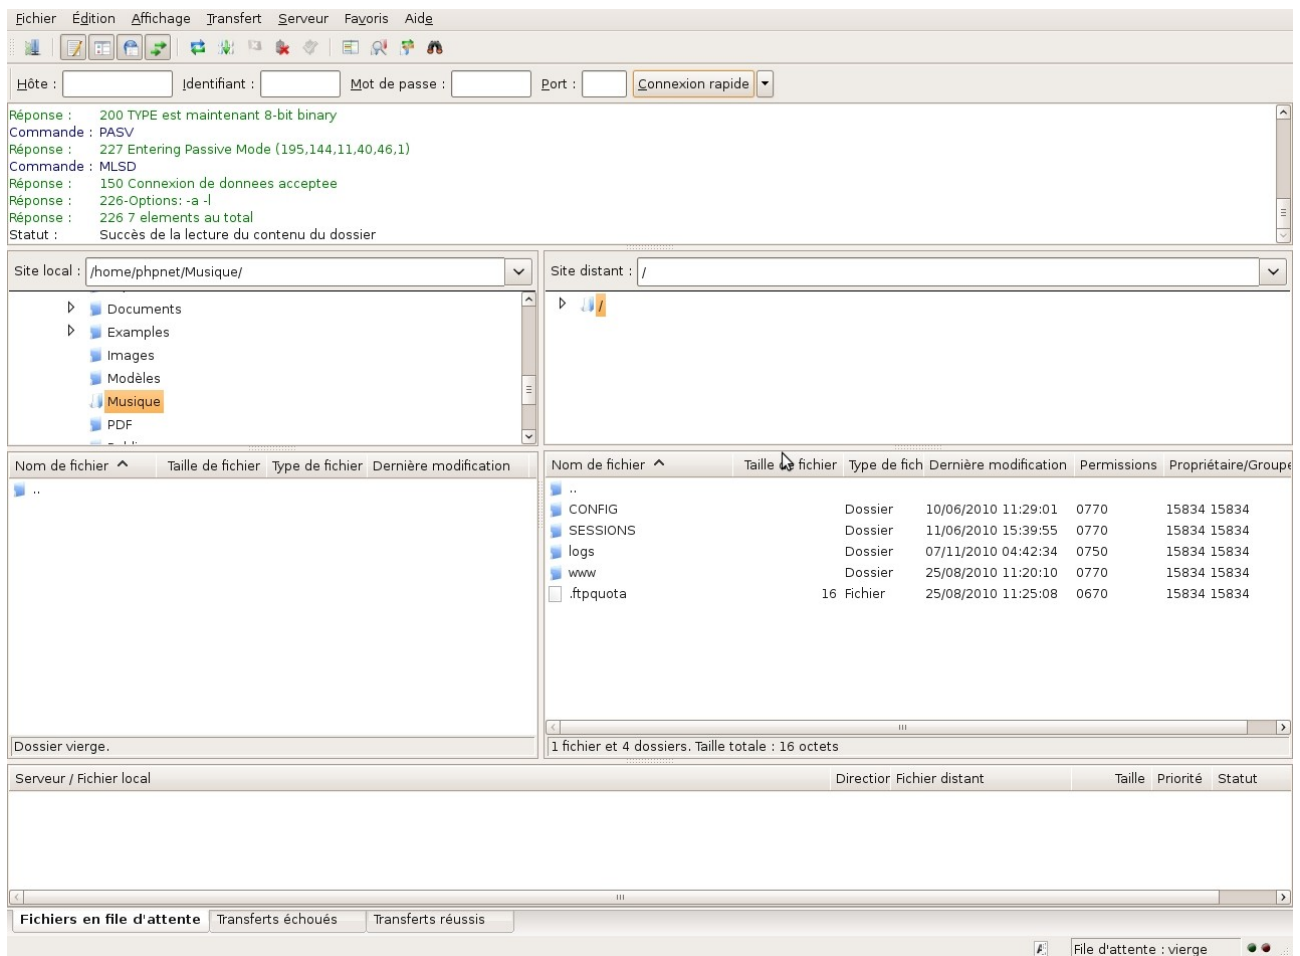 Fichier Édition Affichage Transfert Serveur Favoris Aide
Hôte : Identifiant : Mot de passe : Port : Connexion rapide
Réponse : 200 TYPE est maintenant 8-bit binary
Commande : PASV
Réponse : 227 Entering Passive Mode (195,144,11,40,46,1)
Commande : MLSD
Réponse : 150 Connexion de donnees acceptee
Réponse : 226-Options: -a -l
Réponse : 226 7 elements au total
Statut : Succès de la lecture du contenu du dossier
Site local : /home/phpnet/Musique/
Documents
Examples
Images
Modèles
Musique
PDF
Site distant : /
/
Nom de fichier Taille de fichier Type de fichier Dernière modification
..
Dossier vierge.
Nom de fichier Taille de fichier Type de fich Dernière modification Permissions Propriétaire/Groupe
..
CONFIG Dossier 10/06/2010 11:29:01 0770 15834 15834
SESSIONS Dossier 11/06/2010 15:39:55 0770 15834 15834
logs Dossier 07/11/2010 04:42:34 0750 15834 15834
www Dossier 25/08/2010 11:20:10 0770 15834 15834
.ftpquota 16 Fichier 25/08/2010 11:25:08 0670 15834 15834
1 fichier et 4 dossiers. Taille totale : 16 octets
Serveur / Fichier local Direction Fichier distant Taille Priorité Statut
Fichiers en file d'attente Transferts échoués Transferts réussis
File d'attente : vierge